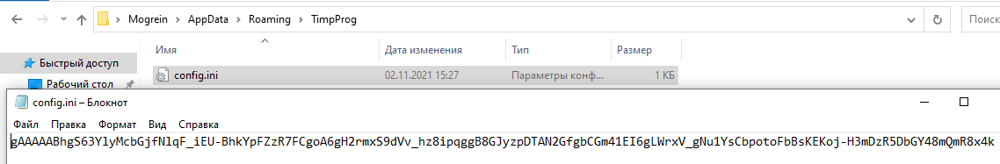 Mogrein > AppData > Roaming > TimpProg
Поиск
Быстрый доступ
Рабочий стол
Имя
Дата изменения
Тип
Размер
config.ini
02.11.2021 15:27
Параметры конф...
1 КБ
config.ini – Блокнот
Файл Правка Формат Вид Справка
gAAAAABhgS63YlyMcbGjfNlqF_iEU-BhkYpFZzR7FCgoA6gH2rmxS9dVv_hz8ipqggB8GJyzpDTAN2GfgbCGm41EI6gLWrxV_gNu1YsCbpotoFbBsKEKoj-H3mDzR5DbGY48mQmR8x4k